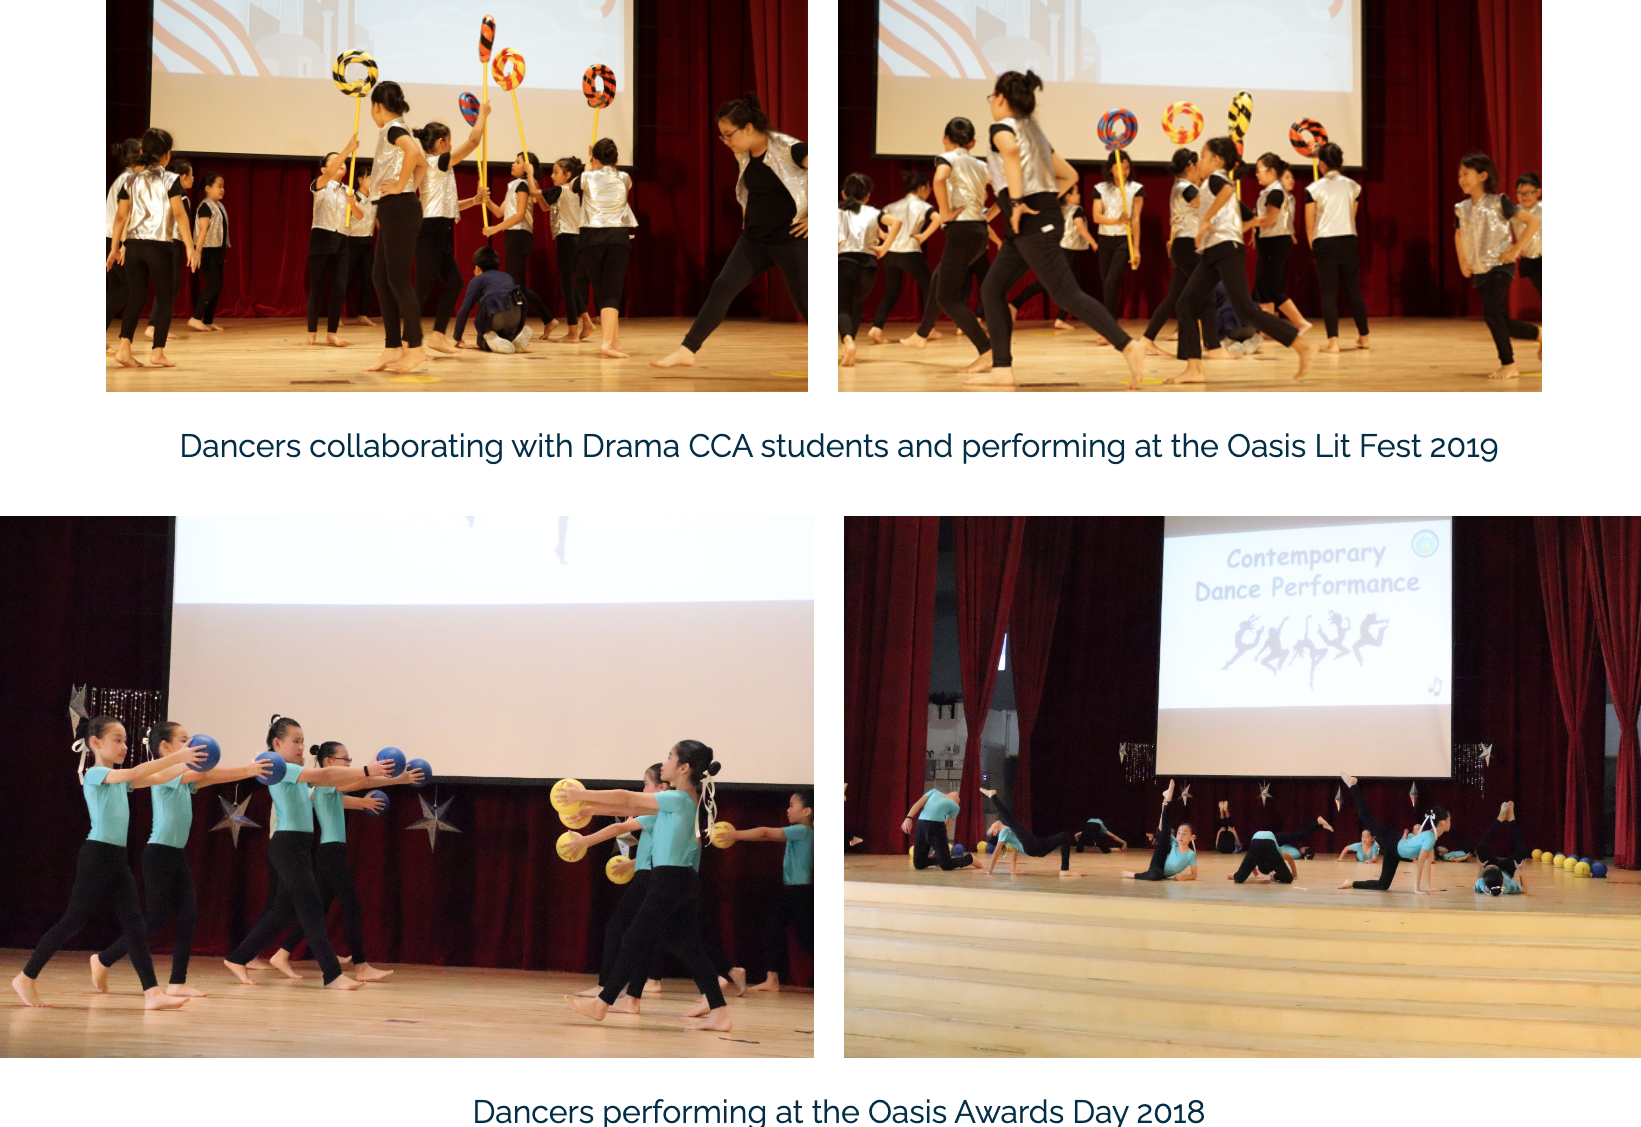 Dancers collaborating with Drama CCA students and performing at the Oasis Lit Fest 2019
Contemporary
Dance Performance
Dancers performing at the Oasis Awards Day 2018